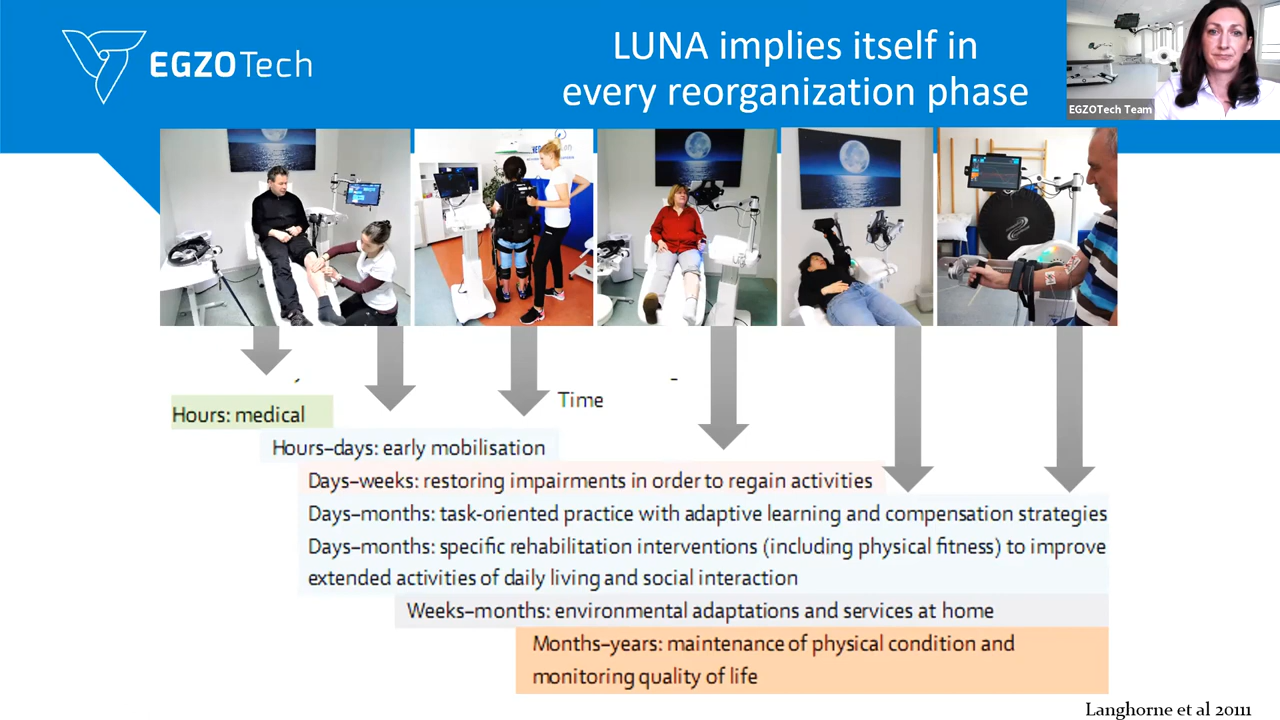 EGZOTech
LUNA implies itself in
every reorganization phase
EGZOTech Team
Time
Hours: medical
Hours–days: early mobilisation
Days–weeks: restoring impairments in order to regain activities
Days–months: task-oriented practice with adaptive learning and compensation strategies
Days–months: specific rehabilitation interventions (including physical fitness) to improve
extended activities of daily living and social interaction
Weeks–months: environmental adaptations and services at home
Months–years: maintenance of physical condition and
monitoring quality of life
Langhorne et al 20111